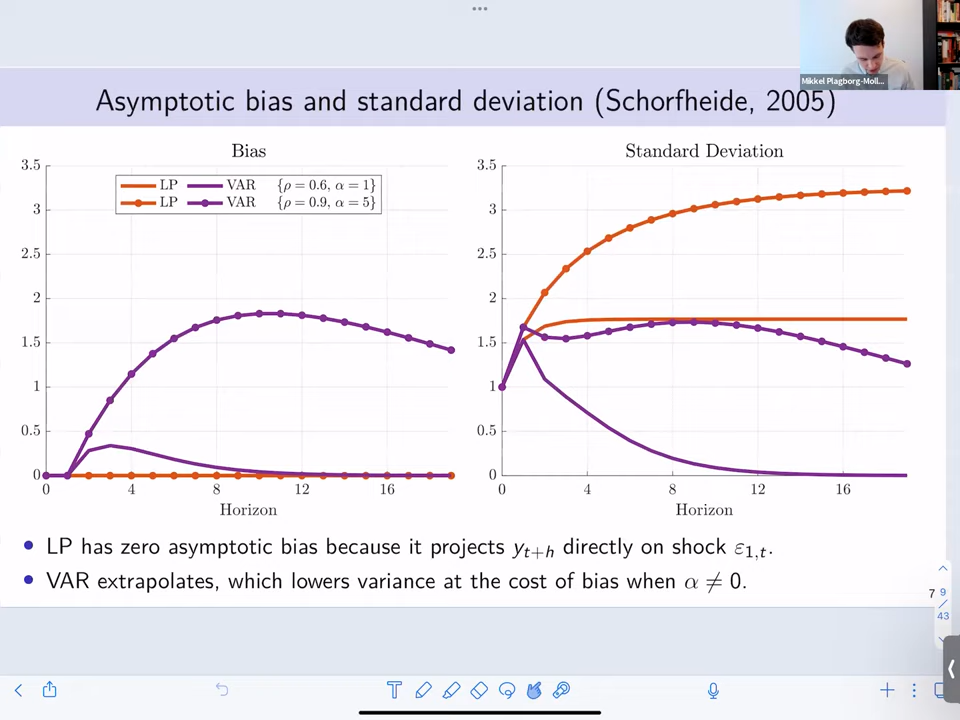 Mikkel Plagborg-Moll...
Asymptotic bias and standard deviation (Schorfheide, 2005)
Bias
Standard Deviation
LP VAR {ρ = 0.6, α = 1}
LP VAR {ρ = 0.9, α = 5}
3.5
3
2.5
2
1.5
1
0.5
0
0 4 8 12 16
Horizon
3.5
3
2.5
2
1.5
1
0.5
0
0 4 8 12 16
Horizon
• LP has zero asymptotic bias because it projects yₜ₊ₕ directly on shock ε₁,ₜ.
• VAR extrapolates, which lowers variance at the cost of bias when α ≠ 0.
7
9
/
43
T